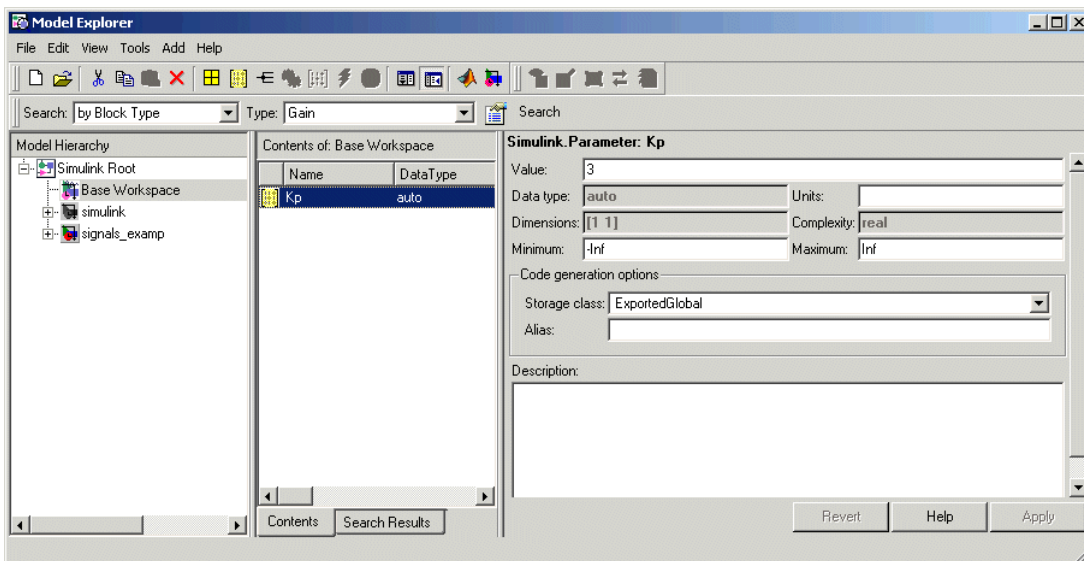 Model Explorer
File Edit View Tools Add Help
Search: by Block Type Type: Gain Search
Model Hierarchy
Simulink Root
Base Workspace
simulink
signals_examp
Contents of: Base Workspace
Name DataType
Kp auto
Contents Search Results
Simulink.Parameter: Kp
Value: 3
Data type: auto Units:
Dimensions: [1 1] Complexity: real
Minimum: -Inf Maximum: Inf
Code generation options
Storage class: ExportedGlobal
Alias:
Description:
Revert Help Apply